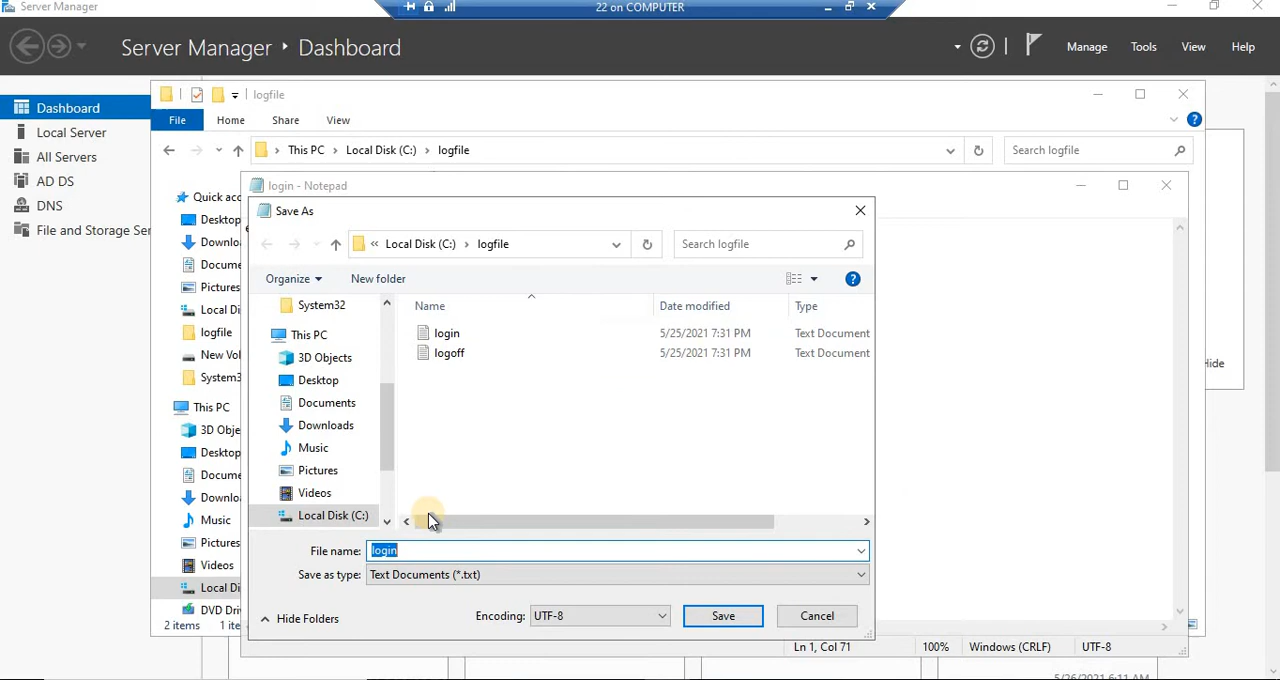 Server Manager
22 on COMPUTER
Server Manager
Dashboard
Manage
Tools
View
Help
Dashboard
Local Server
All Servers
AD DS
DNS
File and Storage Ser
logfile
File
Home
Share
View
This PC
Local Disk (C:)
logfile
Search logfile
Quick acc
Desktop
Downlo
Docume
Pictures
Local Di
logfile
New Vol
System3
This PC
3D Obje
Desktop
Docume
Downlo
Music
Pictures
Videos
Local Di
DVD Driv
2 items
1 ite
login - Notepad
Save As
Local Disk (C:)
logfile
Search logfile
Organize
New folder
System32
This PC
3D Objects
Desktop
Documents
Downloads
Music
Pictures
Videos
Local Disk (C:)
Name
Date modified
Type
login
5/25/2021 7:31 PM
Text Document
logoff
5/25/2021 7:31 PM
Text Document
File name:
login
Save as type:
Text Documents (*.txt)
Hide Folders
Encoding:
UTF-8
Save
Cancel
Hide
Ln 1, Col 71
100%
Windows (CRLF)
UTF-8
5/26/2021 6:11 AM